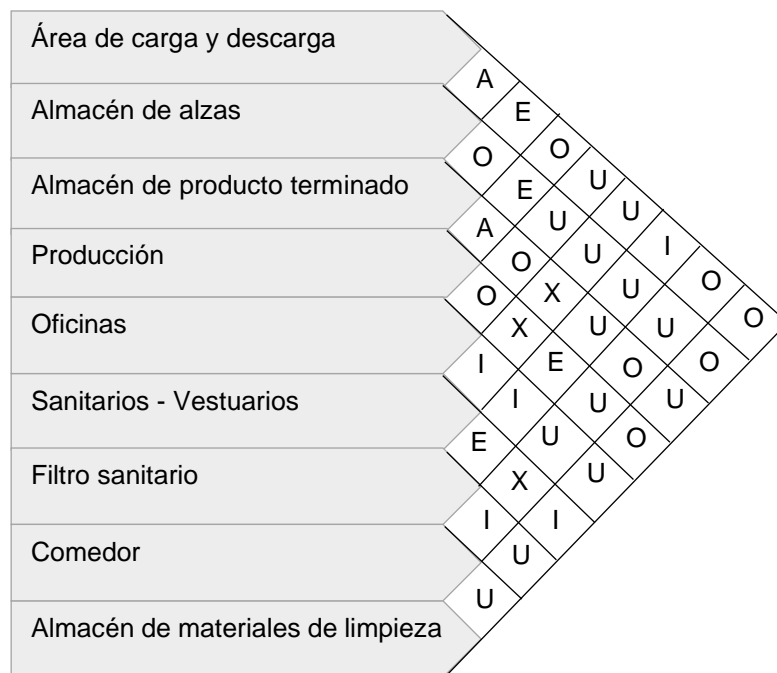 Área de carga y descarga
A E O U U I O O
Almacén de alzas
O E U U U U O
Almacén de producto terminado
A O X U O U
Producción
O X E U O
Oficinas
I I U U
Sanitarios - Vestuarios
E X I
Filtro sanitario
I U
Comedor
U
Almacén de materiales de limpieza